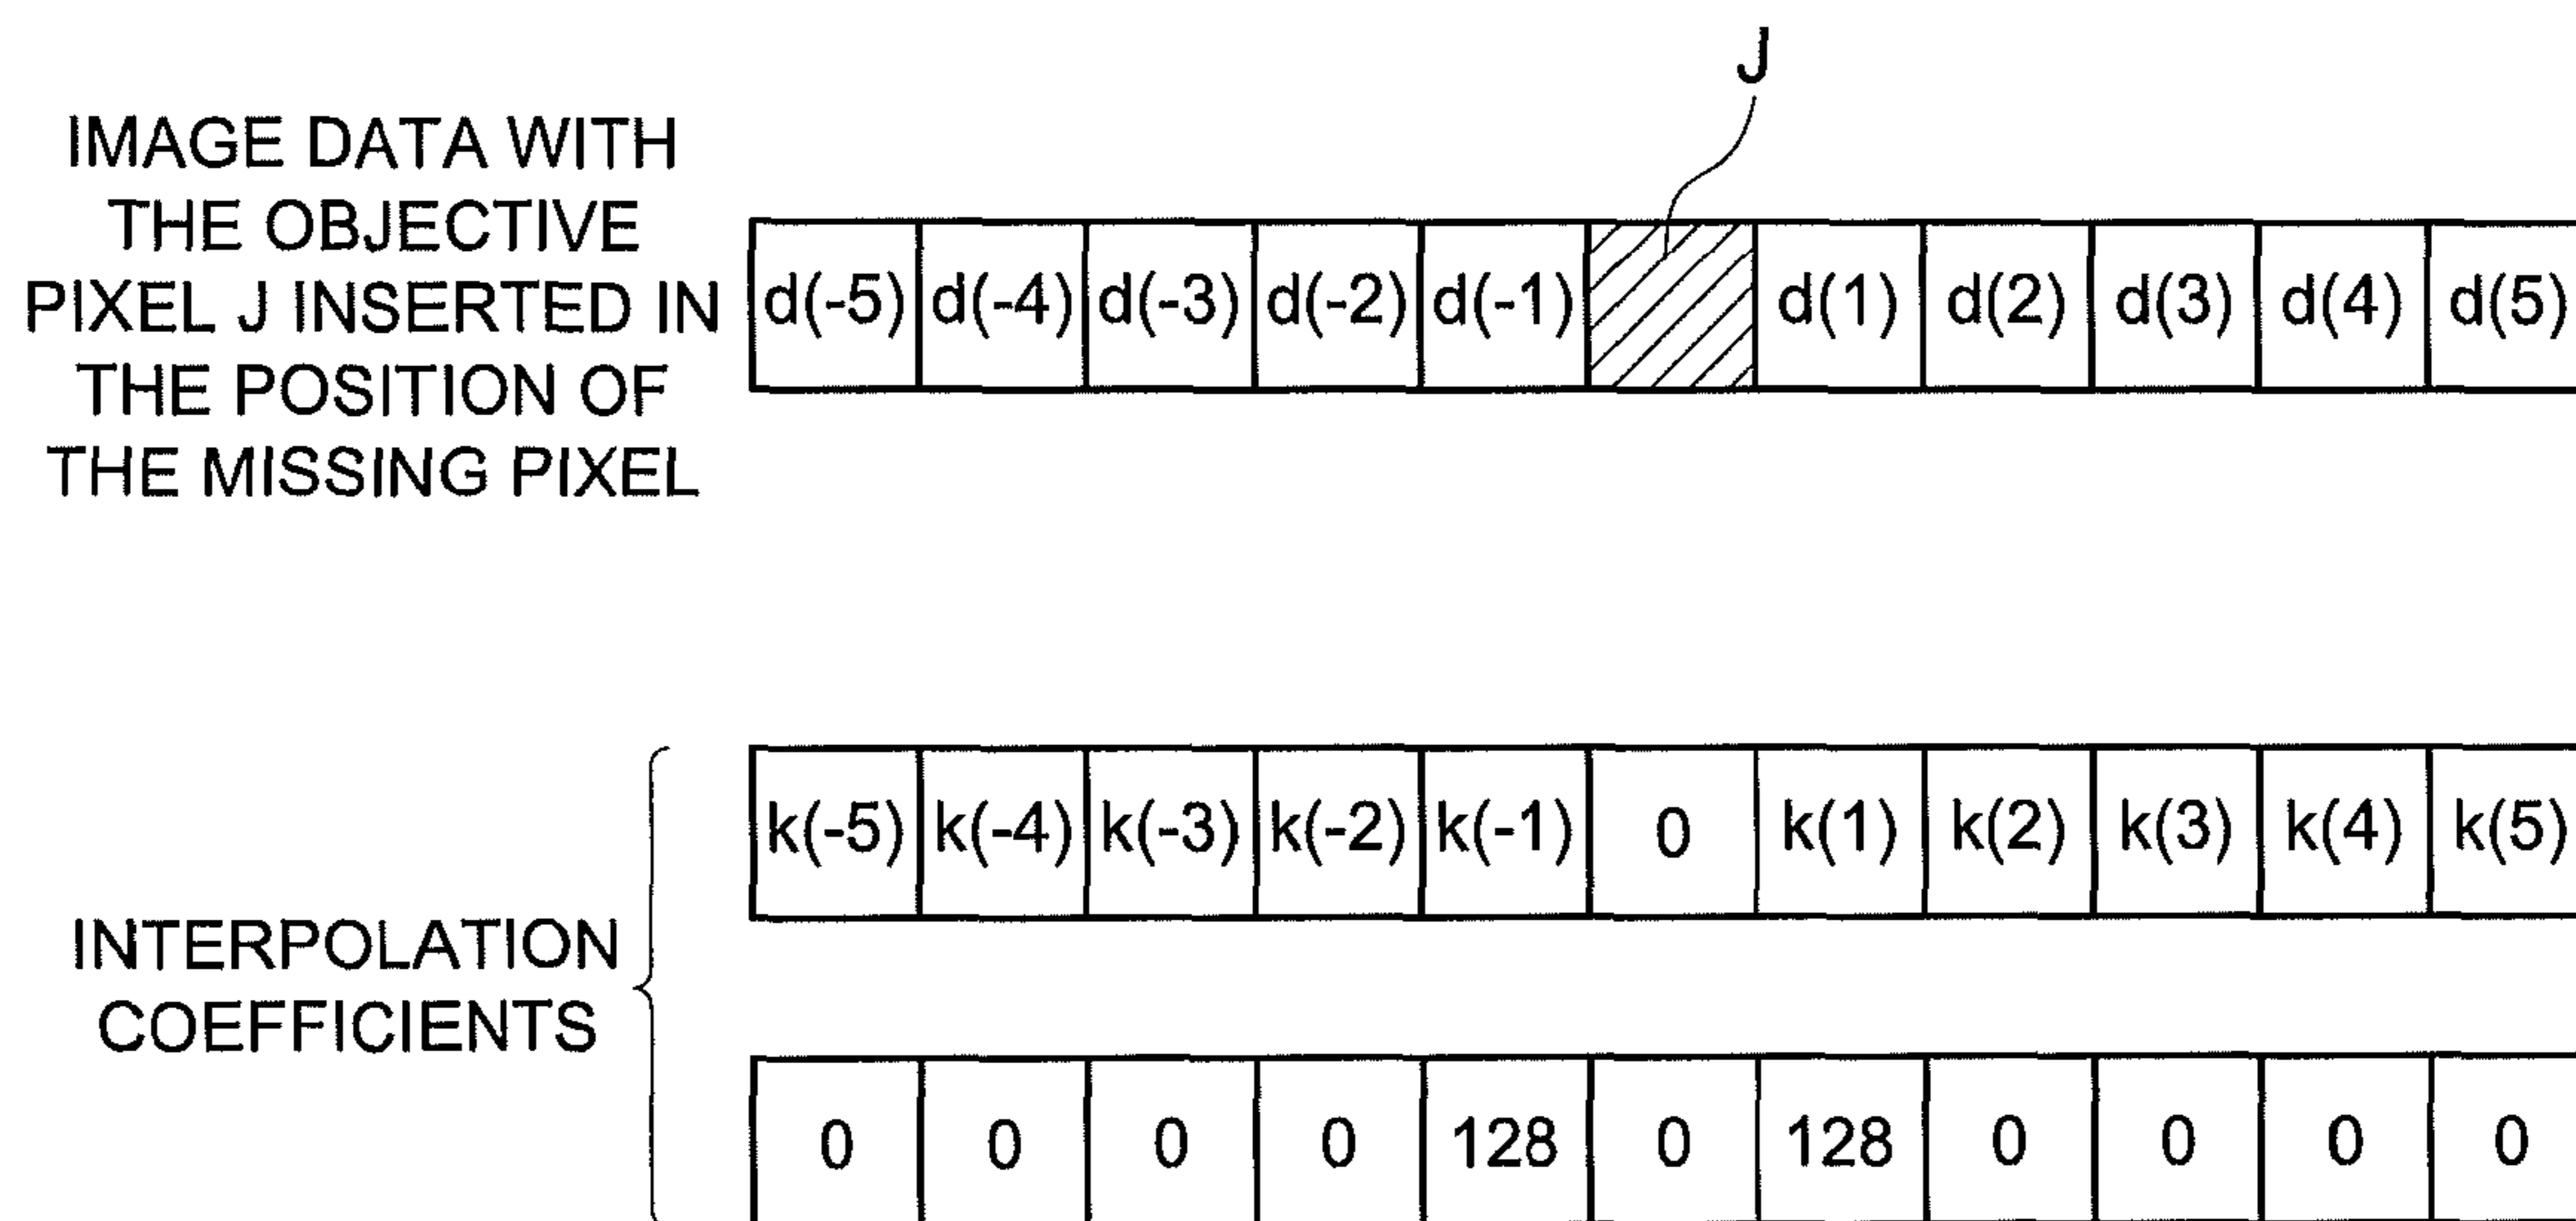 J
IMAGE DATA WITH
THE OBJECTIVE
PIXEL J INSERTED IN
THE POSITION OF
THE MISSING PIXEL
d(-5) d(-4) d(-3) d(-2) d(-1) d(1) d(2) d(3) d(4) d(5)
k(-5) k(-4) k(-3) k(-2) k(-1) 0 k(1) k(2) k(3) k(4) k(5)
INTERPOLATION
COEFFICIENTS
0 0 0 0 128 0 128 0 0 0 0